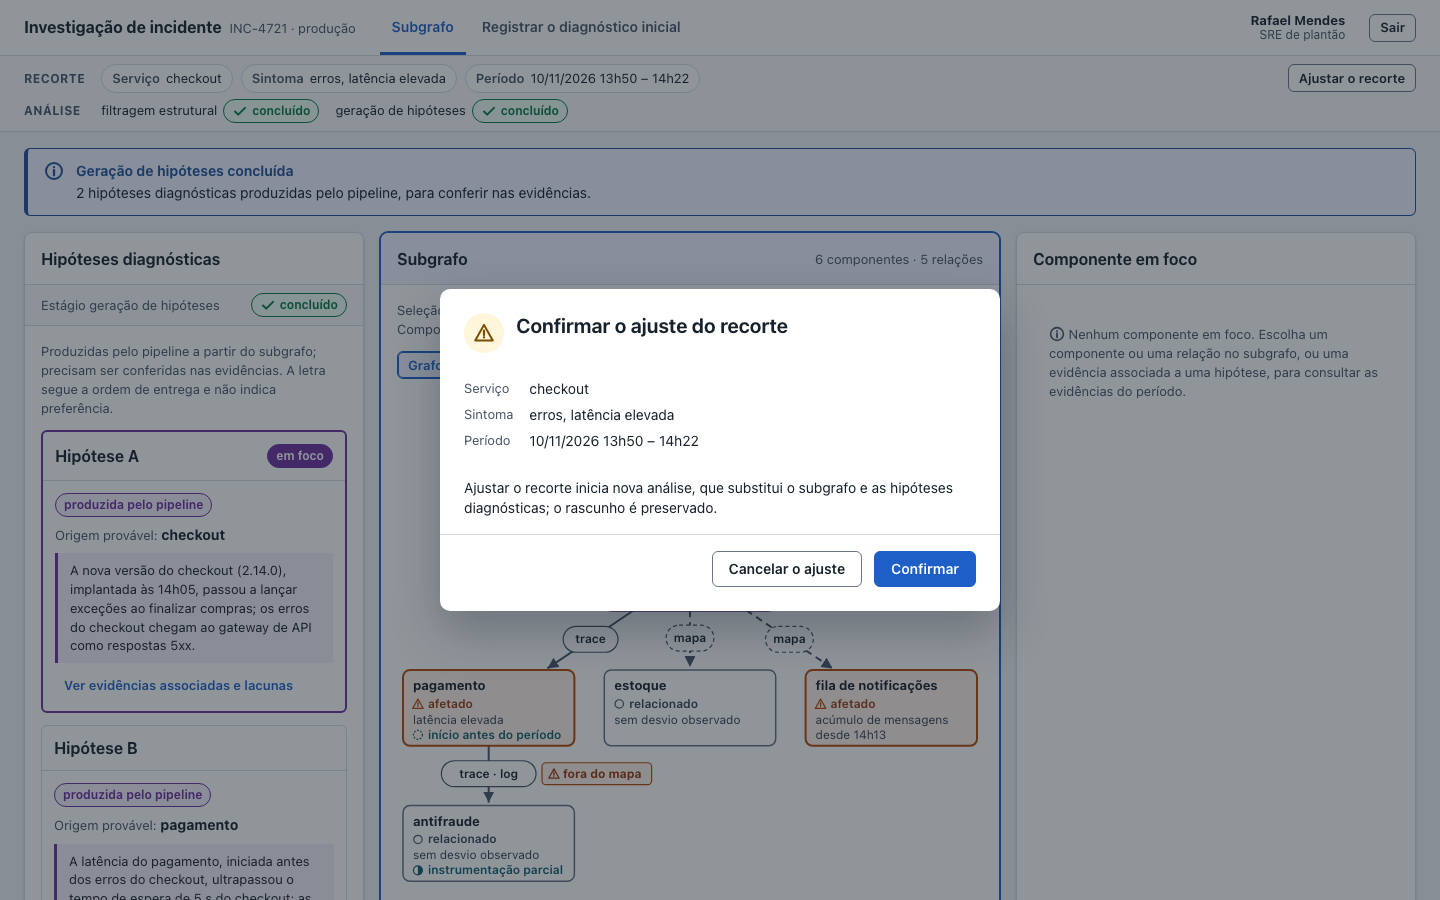 Investigação de incidente INC-4721 · produção
Subgrafo
Registrar o diagnóstico inicial
Rafael Mendes
SRE de plantão
Sair
RECORTE Serviço checkout Sintoma erros, latência elevada Período 10/11/2026 13h50 – 14h22 Ajustar o recorte
ANÁLISE filtragem estrutural concluído geração de hipóteses concluído
Geração de hipóteses concluída
2 hipóteses diagnósticas produzidas pelo pipeline, para conferir nas evidências.
Hipóteses diagnósticas
Estágio geração de hipóteses concluído
Produzidas pelo pipeline a partir do subgrafo;
precisam ser conferidas nas evidências. A letra
segue a ordem de entrega e não indica
preferência.
Hipótese A em foco
produzida pelo pipeline
Origem provável: checkout
A nova versão do checkout (2.14.0),
implantada às 14h05, passou a lançar
exceções ao finalizar compras; os erros
do checkout chegam ao gateway de API
como respostas 5xx.
Ver evidências associadas e lacunas
Hipótese B
produzida pelo pipeline
Origem provável: pagamento
A latência do pagamento, iniciada antes
dos erros do checkout, ultrapassou o
tempo de espera de 5 s do checkout; as
Subgrafo 6 componentes · 5 relações
Confirmar o ajuste do recorte
Serviço checkout
Sintoma erros, latência elevada
Período 10/11/2026 13h50 – 14h22
Ajustar o recorte inicia nova análise, que substitui o subgrafo e as hipóteses
diagnósticas; o rascunho é preservado.
Cancelar o ajuste
Confirmar
trace
mapa
mapa
pagamento
afetado
latência elevada
início antes do período
estoque
relacionado
sem desvio observado
fila de notificações
afetado
acúmulo de mensagens
desde 14h13
trace · log
fora do mapa
antifraude
relacionado
sem desvio observado
instrumentação parcial
Componente em foco
Nenhum componente em foco. Escolha um
componente ou uma relação no subgrafo, ou uma
evidência associada a uma hipótese, para consultar as
evidências do período.